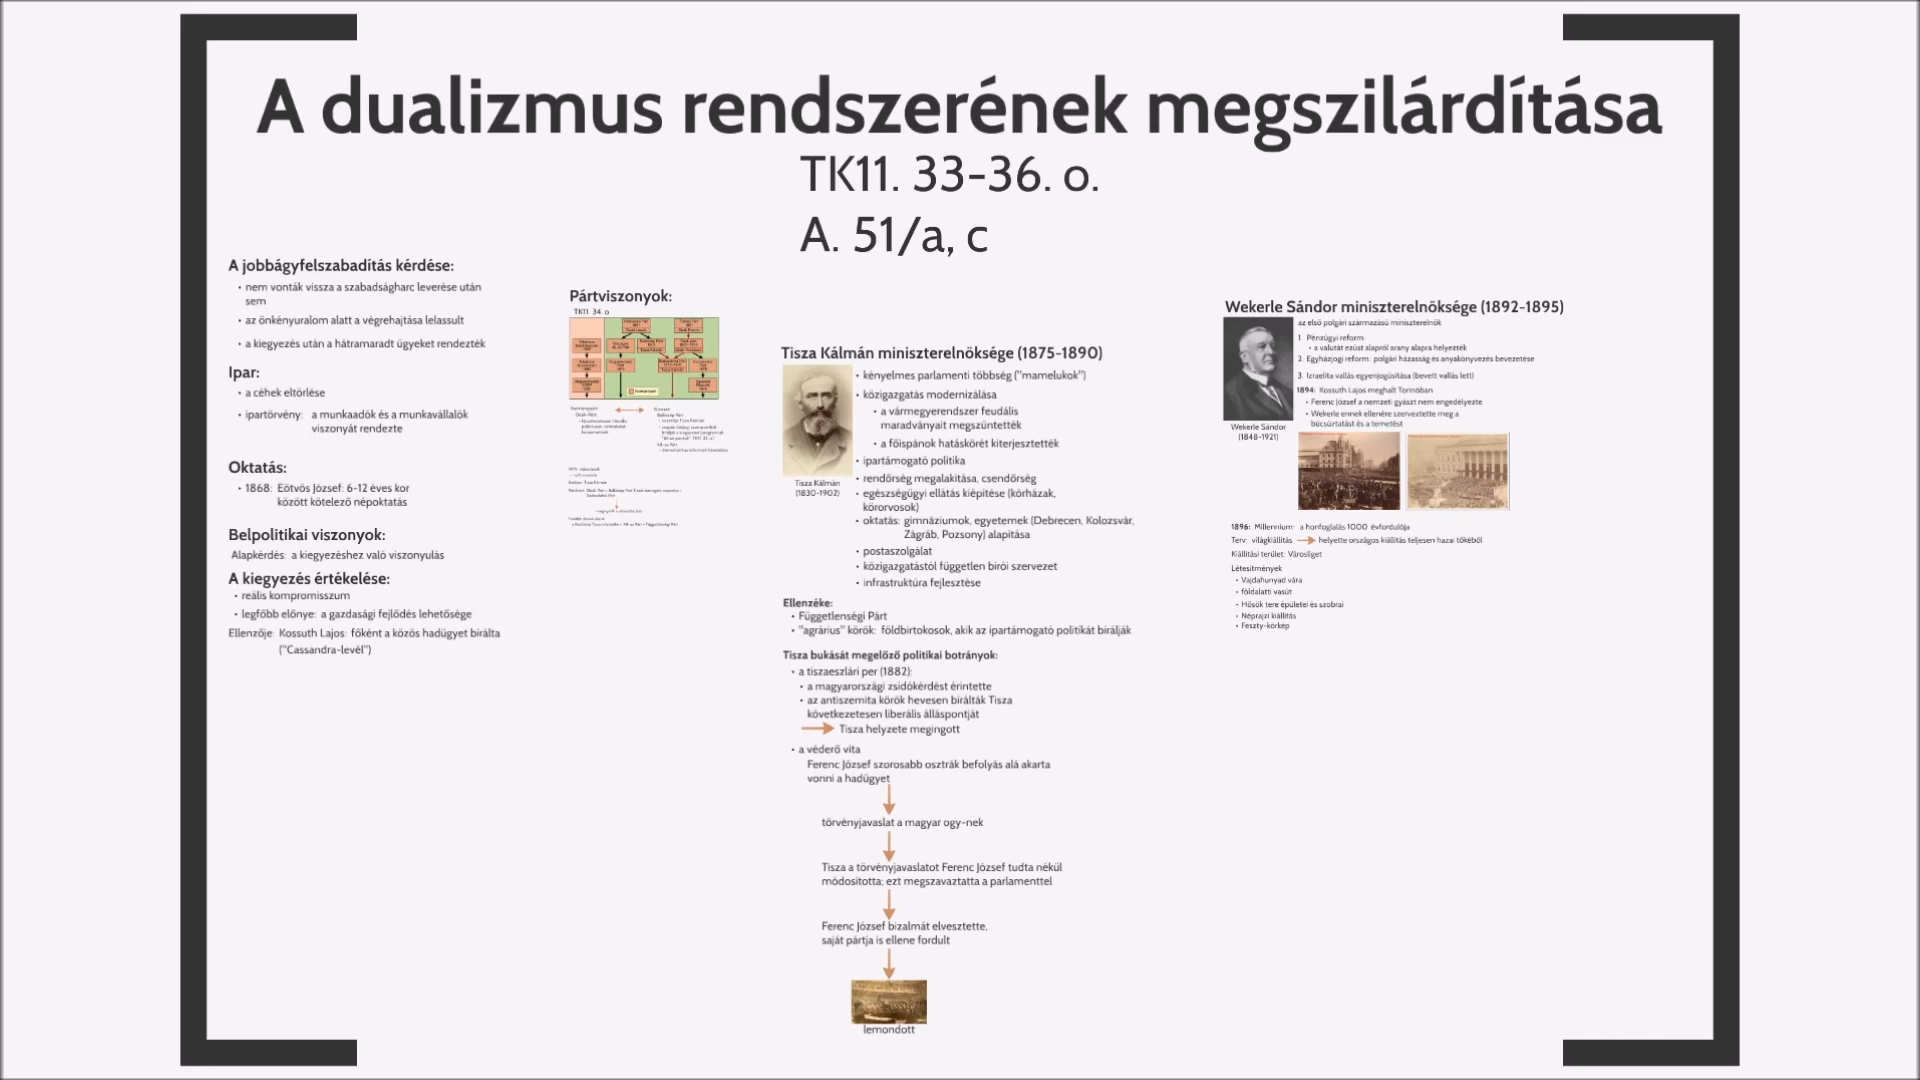 A dualizmus rendszerének megszilárdítása
TK11. 33-36. o.
A. 51/a, c
A jobbágyfelszabadítás kérdése:
• nem vonták vissza a szabadságharc leverése után
sem
• az önkényuralom alatt a végrehajtása lelassult
• a kiegyezés után a hátramaradt ügyeket rendezték
Ipar:
• a céhek eltörlése
• ipartörvény: a munkaadók és a munkavállalók
viszonyát rendezte
Oktatás:
• 1868: Eötvös József: 6-12 éves kor
között kötelező népoktatás
Belpolitikai viszonyok:
Alapkérdés: a kiegyezéshez való viszonyulás
A kiegyezés értékelése:
• reális kompromisszum
• legfőbb előnye: a gazdasági fejlődés lehetősége
Ellenzője: Kossuth Lajos: főként a közös hadügyet bírálta
("Cassandra-levél")
Pártviszonyok:
TK11. 34. o
Tisza Kálmán miniszterelnöksége (1875-1890)
• kényelmes parlamenti többség ("mamelukok")
• közigazgatás modernizálása
• a vármegyerendszer feudális
maradványait megszüntették
• a főispánok hatáskörét kiterjesztették
• ipartámogató politika
• rendőrség megalakítása, csendőrség
• egészségügyi ellátás kiépítése (kórházak,
körorvosok)
• oktatás: gimnáziumok, egyetemek (Debrecen, Kolozsvár,
Zágráb, Pozsony) alapítása
• postaszolgálat
• közigazgatástól független bírói szervezet
• infrastruktúra fejlesztése
Tisza Kálmán
(1830-1902)
Ellenzéke:
• Függetlenségi Párt
• "agrárius" körök: földbirtokosok, akik az ipartámogató politikát bírálják
Tisza bukását megelőző politikai botrányok:
• a tiszaeszlári per (1882):
• a magyarországi zsidókérdést érintette
• az antiszemita körök hevesen bírálták Tisza
következetesen liberális álláspontját
Tisza helyzete megingott
• a véderő vita
Ferenc József szorosabb osztrák befolyás alá akarta
vonni a hadügyet
törvényjavaslat a magyar ogy-nek
Tisza a törvényjavaslatot Ferenc József tudta nélkül
módosította; ezt megszavaztatta a parlamenttel
Ferenc József bizalmát elvesztette,
saját pártja is ellene fordult
lemondott
Wekerle Sándor miniszterelnöksége (1892-1895)
az első polgári származású miniszterelnök
1. Pénzügyi reform:
• a valutát ezüst alapról arany alapra helyezték
2. Egyházjogi reform: polgári házasság és anyakönyvezés bevezetése
3. Izraelita vallás egyenjogúsítása (bevett vallás lett)
1894: Kossuth Lajos meghalt Torinóban
• Ferenc József a nemzeti gyászt nem engedélyezte
• Wekerle ennek ellenére szerveztette meg a
búcsúztatást és a temetést
Wekerle Sándor
(1848-1921)
1896: Millennium: a honfoglalás 1000. évfordulója
Terv: világkiállítás helyette országos kiállítás teljesen hazai tőkéből
Kiállítási terület: Városliget
Létesítmények
• Vajdahunyad vára
• földalatti vasút
• Hősök tere épületei és szobrai
• Néprajzi kiállítás
• Feszty-körkép